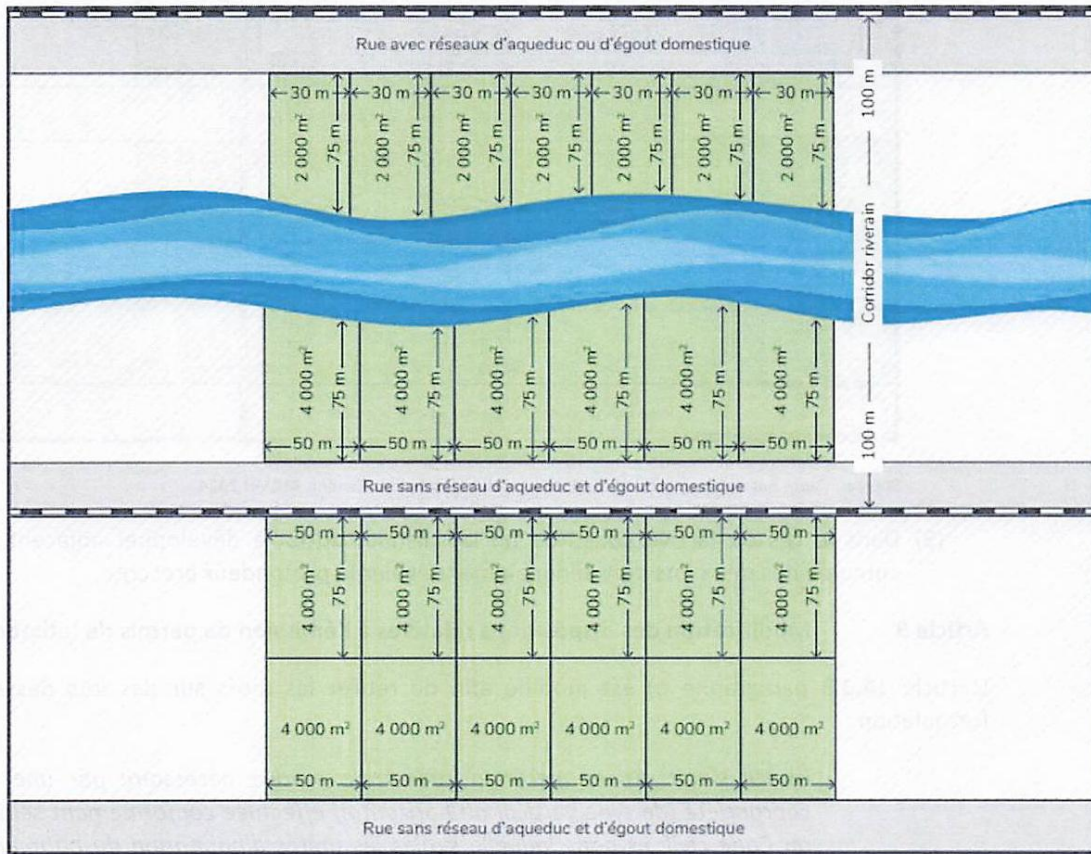 Rue avec réseaux d'aqueduc ou d'égout domestique
30 m 30 m 30 m 30 m 30 m 30 m 30 m
2 000 m² 75 m 2 000 m² 75 m 2 000 m² 75 m 2 000 m² 75 m 2 000 m² 75 m 2 000 m² 75 m 2 000 m² 75 m
100 m
Corridor riverain
100 m
4 000 m² 75 m 4 000 m² 75 m 4 000 m² 75 m 4 000 m² 75 m 4 000 m² 75 m 4 000 m² 75 m
50 m 50 m 50 m 50 m 50 m 50 m
Rue sans réseau d'aqueduc et d'égout domestique
50 m 50 m 50 m 50 m 50 m 50 m
4 000 m² 75 m 4 000 m² 75 m 4 000 m² 75 m 4 000 m² 75 m 4 000 m² 75 m 4 000 m² 75 m
4 000 m² 4 000 m² 4 000 m² 4 000 m² 4 000 m² 4 000 m²
50 m 50 m 50 m 50 m 50 m 50 m
Rue sans réseau d'aqueduc et d'égout domestique